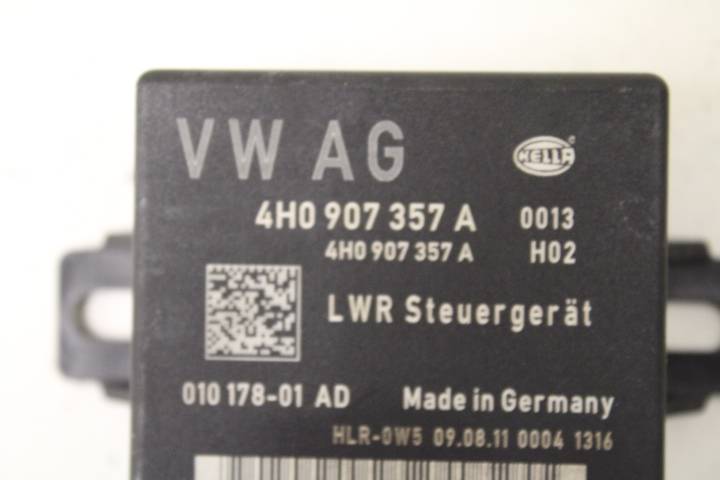 VW AG
HELLA
4H0 907 357 A 0013
4H0 907 357 A H02
LWR Steuergerät
010 178-01 AD Made in Germany
HLR-0W5 09.08.11 0004 1316